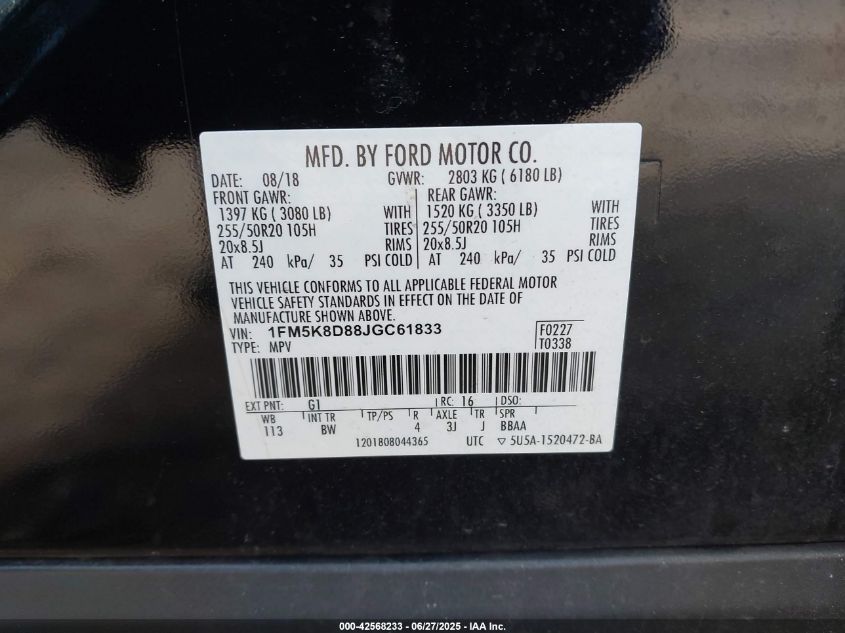 MFD. BY FORD MOTOR CO.
DATE: 08/18 GVWR: 2803 KG ( 6180 LB)
FRONT GAWR: REAR GAWR:
1397 KG ( 3080 LB) WITH 1520 KG ( 3350 LB) WITH
255/50R20 105H TIRES 255/50R20 105H TIRES
20x8.5J RIMS 20x8.5J RIMS
AT 240 kPa/ 35 PSI COLD AT 240 kPa/ 35 PSI COLD
THIS VEHICLE CONFORMS TO ALL APPLICABLE FEDERAL MOTOR
VEHICLE SAFETY STANDARDS IN EFFECT ON THE DATE OF
MANUFACTURE SHOWN ABOVE.
VIN: 1FM5K8D88JGC61833 F0227
TYPE: MPV T0338
EXT PNT: G1 RC: 16 DSO:
WB INT TR TP/PS R AXLE TR SPR
113 BW 4 3J J BBAA
1201808044365 UTC ▽ 5U5A-1520472-BA
000-42568233 - 06/27/2025 - IAA Inc.